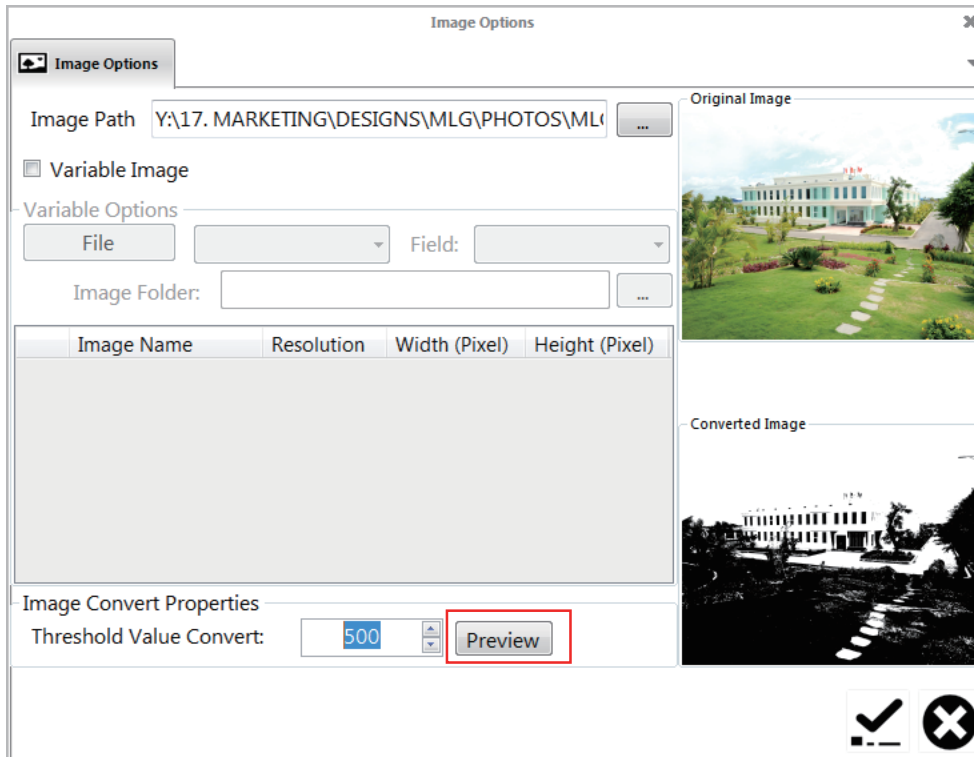 Image Options
Image Options
Image Path Y:\17. MARKETING\DESIGNS\MLG\PHOTOS\ML ...
Original Image
Variable Image
Variable Options
File Field:
Image Folder: ...
Image Name Resolution Width (Pixel) Height (Pixel)
Converted Image
Image Convert Properties
Threshold Value Convert: 500 Preview